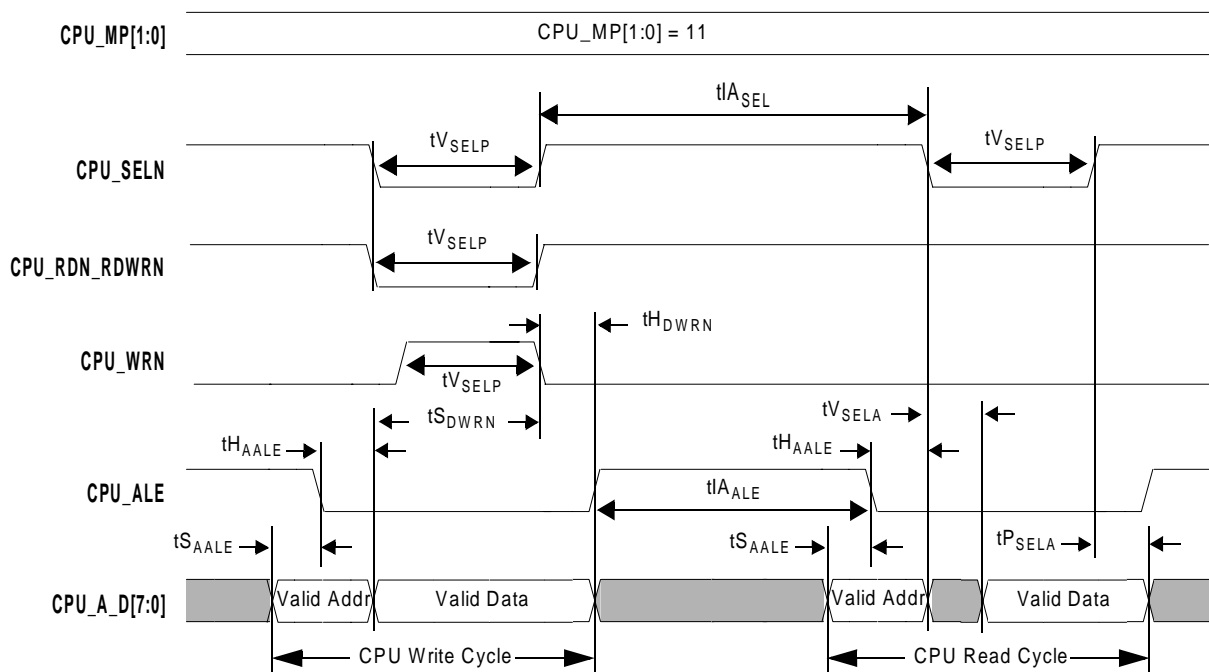 CPU_MP[1:0] CPU_MP[1:0] = 11
tIA_SEL
tV_SELP tV_SELP
CPU_SELN
tV_SELP
CPU_RDN_RDWRN
tH_DWRN
CPU_WRN
tV_SELP
tS_DWRN tV_SELA
tH_AALE tH_AALE
CPU_ALE tIA_ALE
tS_AALE tS_AALE tP_SELA
CPU_A_D[7:0] Valid Addr Valid Data Valid Addr Valid Data
CPU Write Cycle CPU Read Cycle